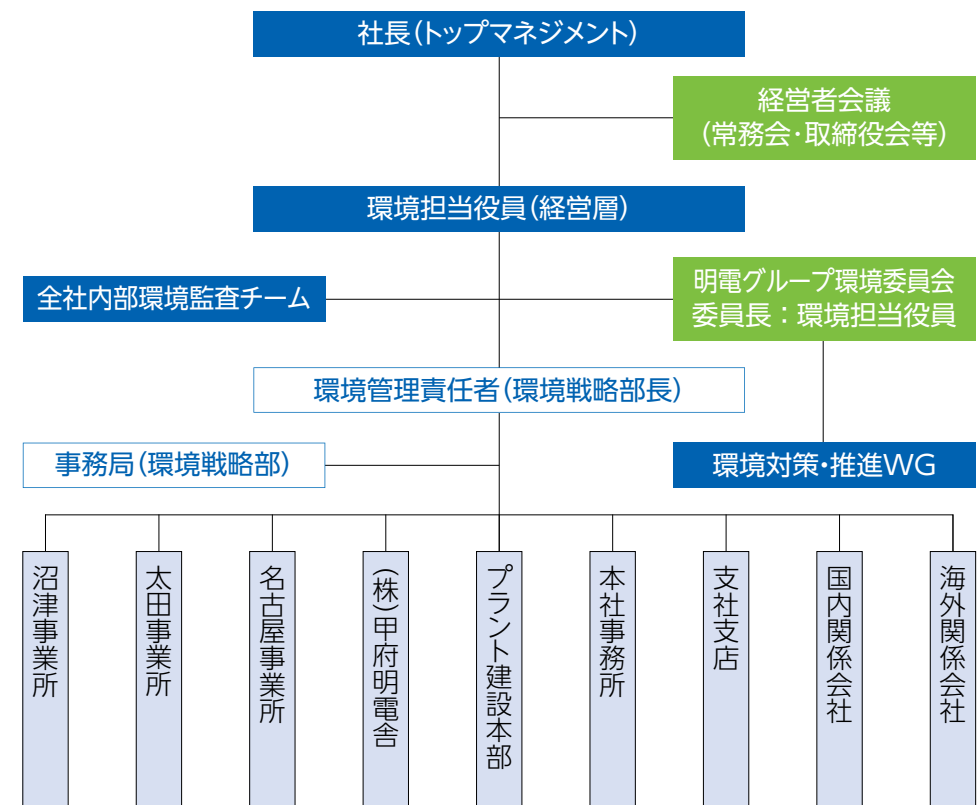 社長(トップマネジメント)
経営者会議
(常務会・取締役会等)
環境担当役員(経営層)
全社内部環境監査チーム
明電グループ環境委員会
委員長：環境担当役員
環境管理責任者(環境戦略部長)
事務局(環境戦略部)
環境対策・推進WG
沼津事業所
太田事業所
名古屋事業所
(株)甲府明電舎
プラント建設本部
本社事務所
支社支店
国内関係会社
海外関係会社